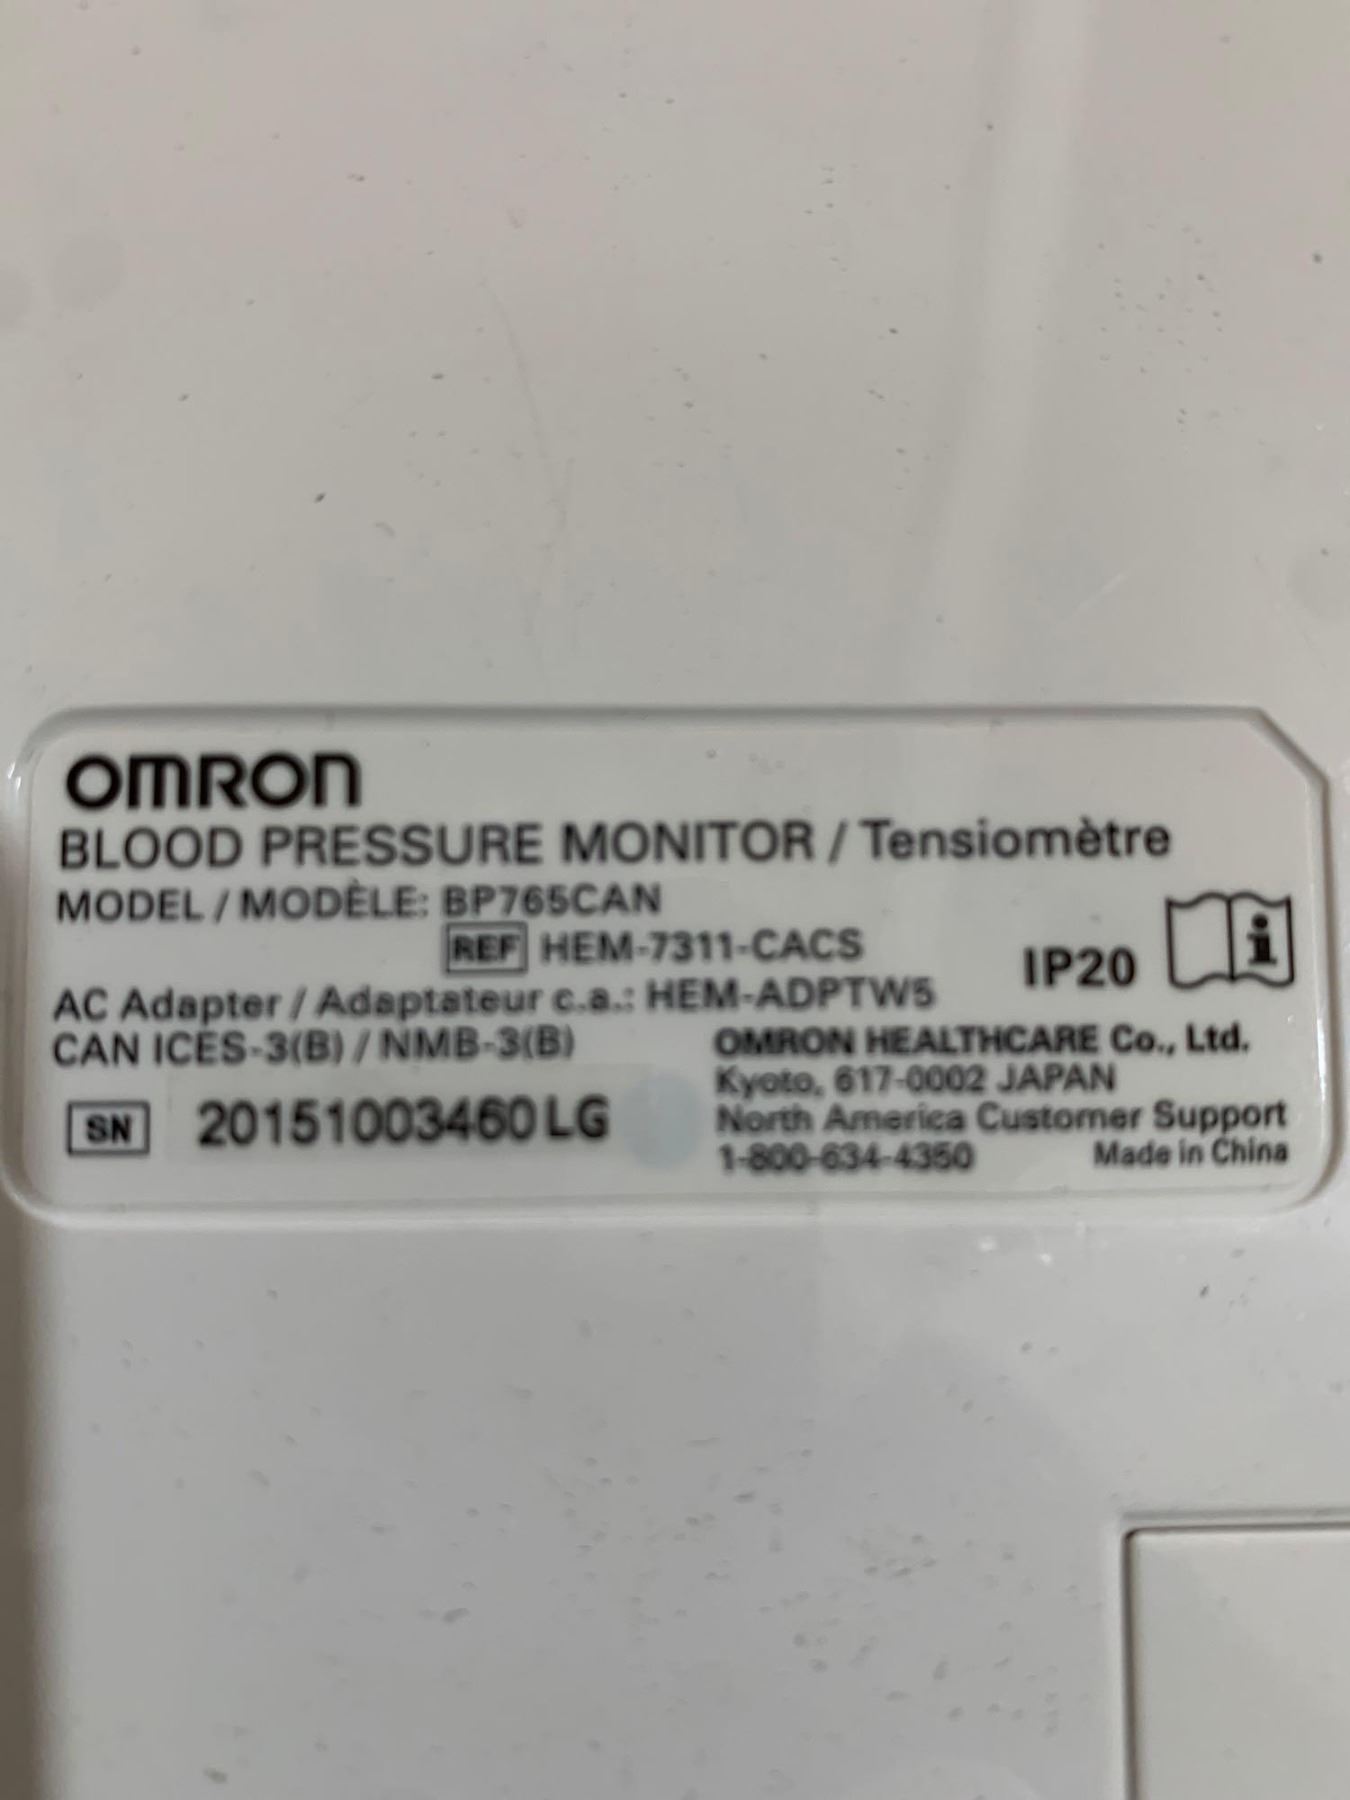 OMRON
BLOOD PRESSURE MONITOR / Tensiomètre
MODEL / MODÈLE: BP765CAN
REF HEM-7311-CACS
IP20
AC Adapter / Adaptateur c.a.: HEM-ADPTW5
CAN ICES-3(B) / NMB-3(B)
SN 20151003460LG
OMRON HEALTHCARE Co., Ltd.
Kyoto, 617-0002 JAPAN
North America Customer Support
1-800-634-4350 Made in China